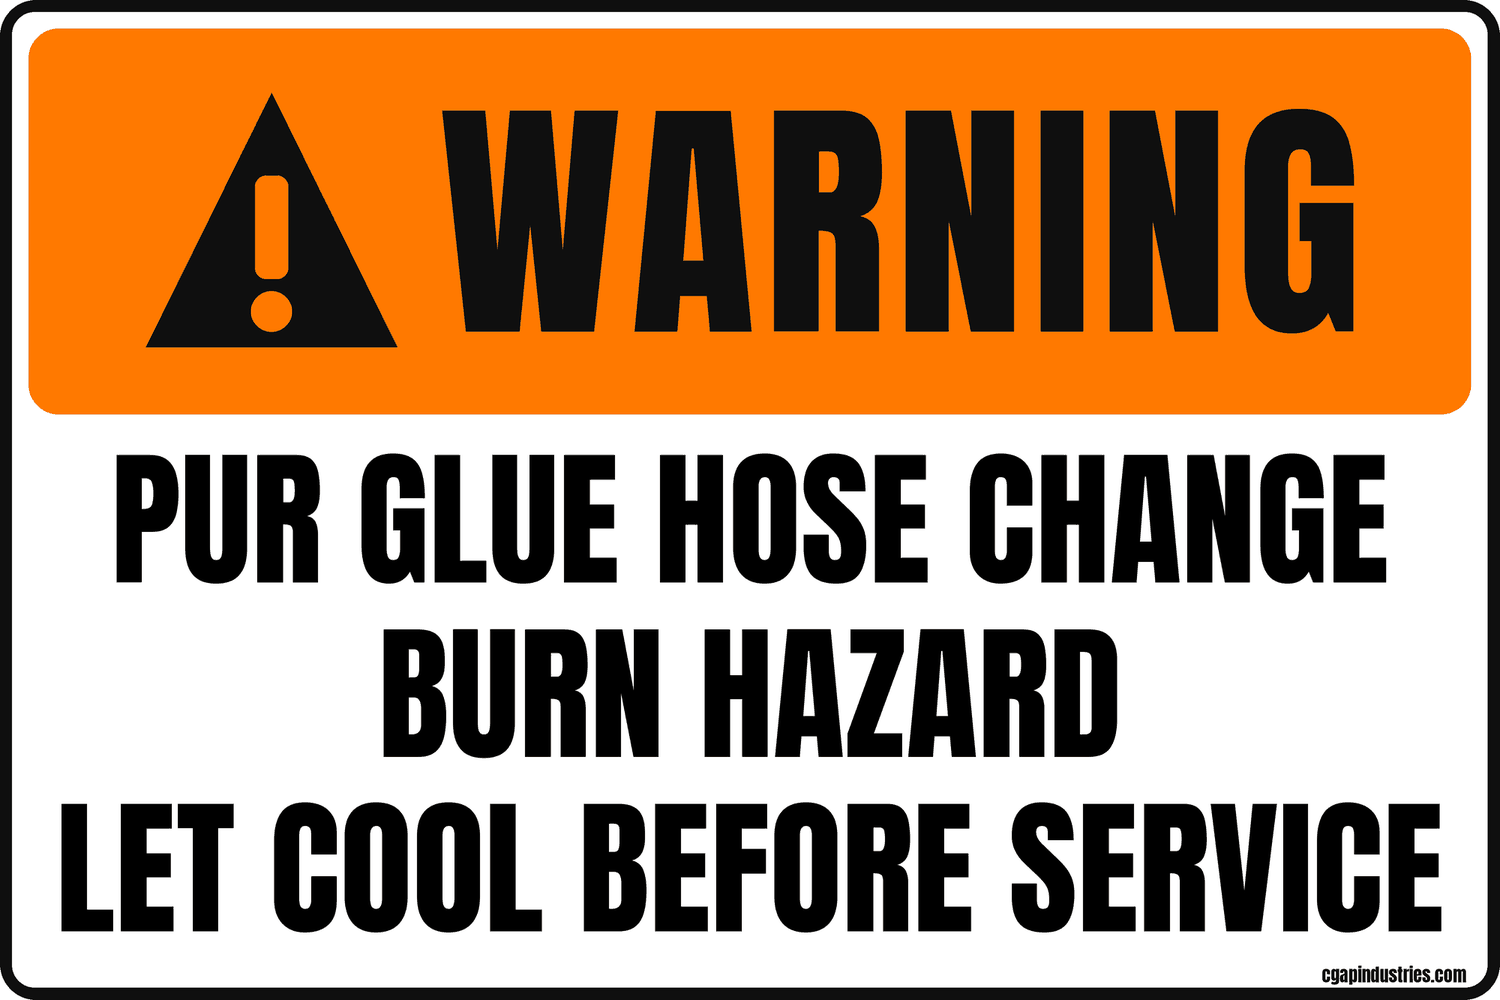 WARNING
PUR GLUE HOSE CHANGE
BURN HAZARD
LET COOL BEFORE SERVICE
cgapindustries.com